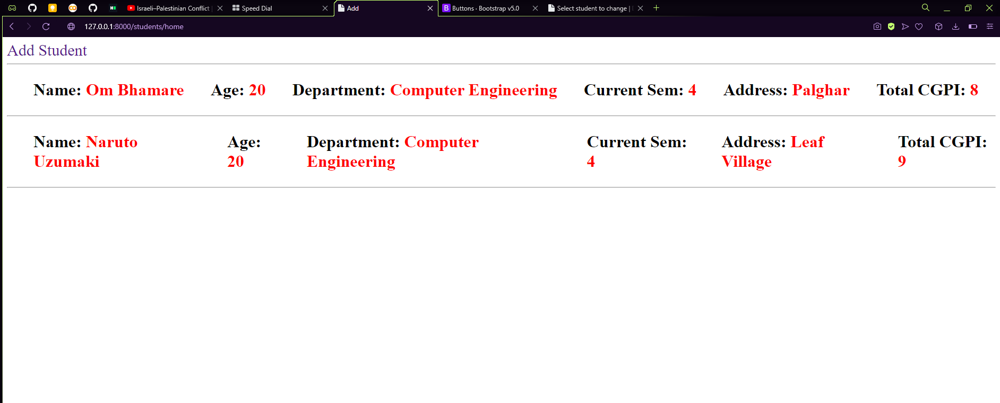 Israeli–Palestinian Conflict |
Speed Dial
Add
B Buttons · Bootstrap v5.0
Select student to change |
127.0.0.1:8000/students/home
Add Student
Name: Om Bhamare Age: 20 Department: Computer Engineering Current Sem: 4 Address: Palghar Total CGPI: 8
Name: Naruto Age: Department: Computer Current Sem: Address: Leaf Total CGPI:
Uzumaki 20 Engineering 4 Village 9